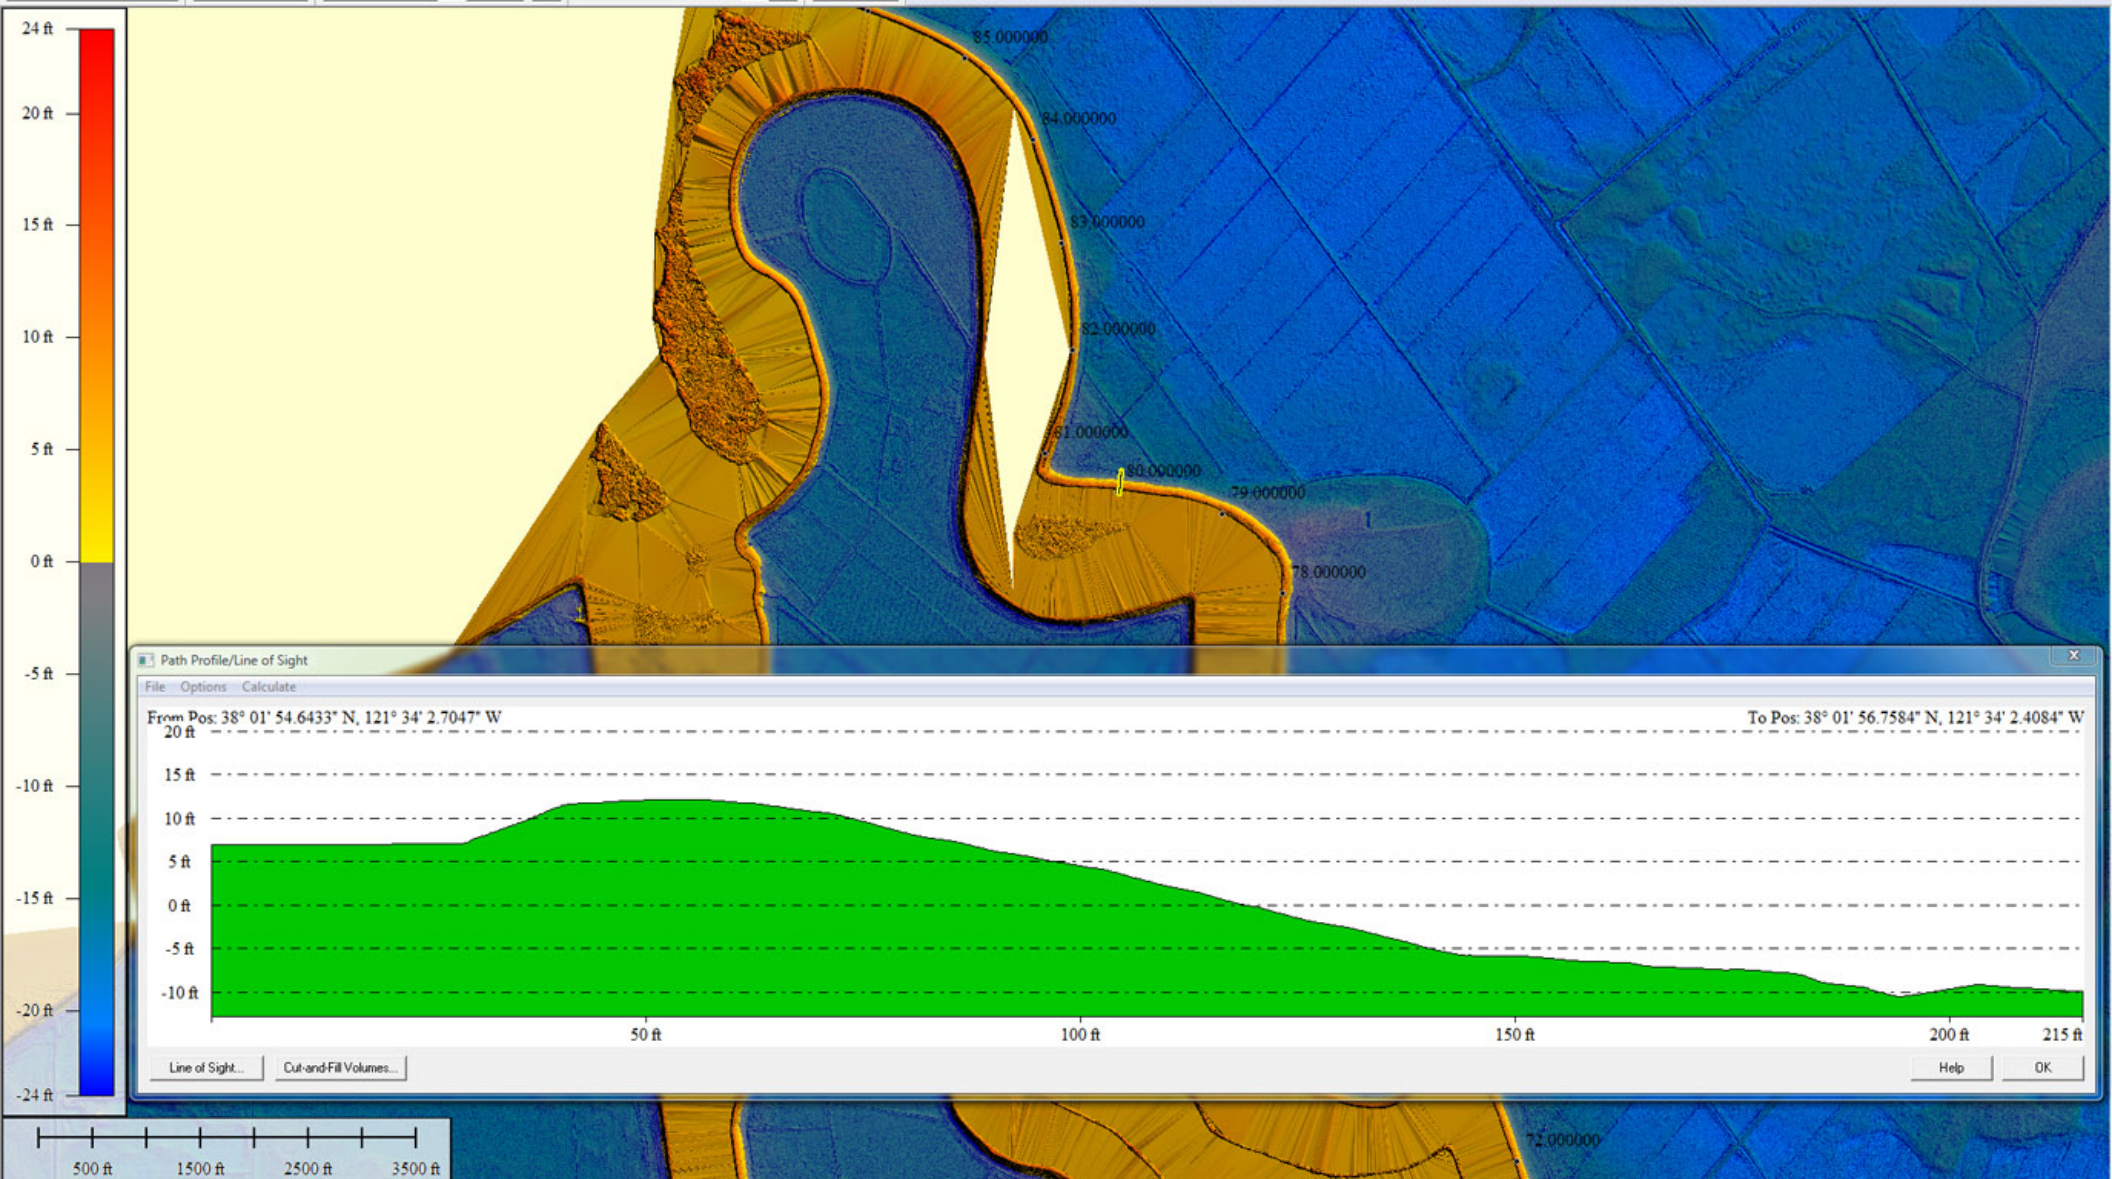 24 ft
20 ft
15 ft
10 ft
5 ft
0 ft
-5 ft
-10 ft
-15 ft
-20 ft
-24 ft
85.000000
84.000000
83.000000
82.000000
81.000000
80.000000
79.000000
1
78.000000
Path Profile/Line of Sight
File Options Calculate
From Pos: 38° 01' 54.6433" N, 121° 34' 2.7047" W To Pos: 38° 01' 56.7584" N, 121° 34' 2.4084" W
20 ft
15 ft
10 ft
5 ft
0 ft
-5 ft
-10 ft
50 ft 100 ft 150 ft 200 ft 215 ft
Line of Sight... Cut-and-Fill Volumes... Help OK
72.000000
500 ft 1500 ft 2500 ft 3500 ft